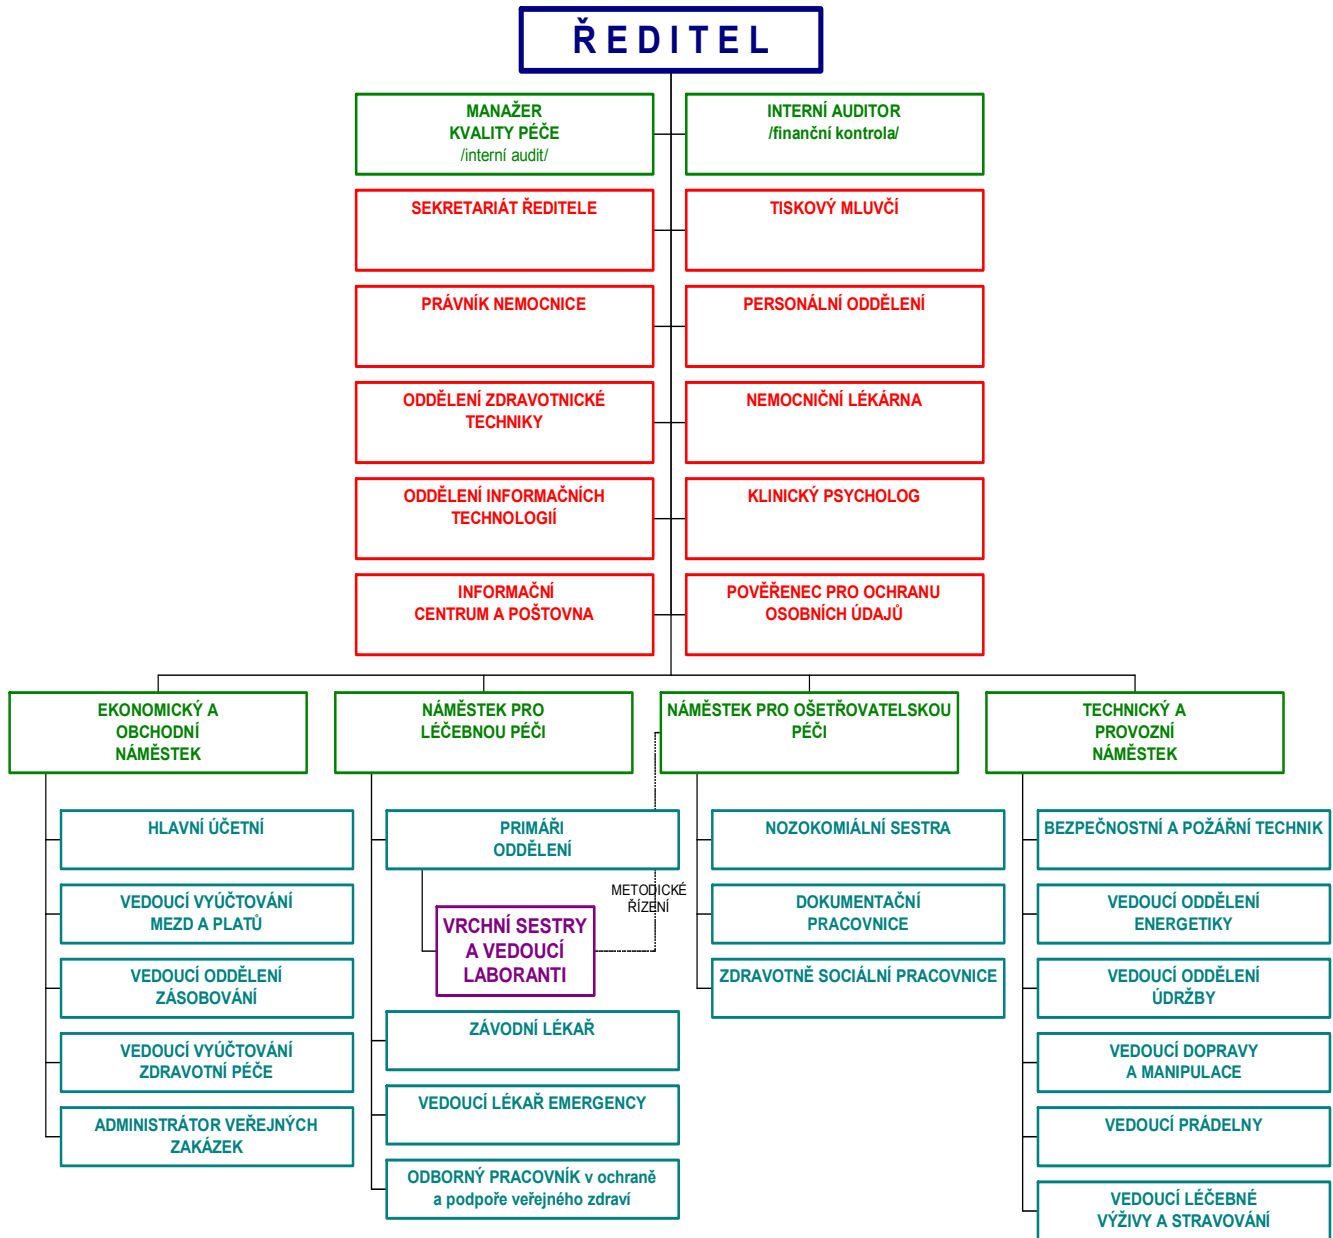 ŘEDITEL
MANAŽER
KVALITY PÉČE
/interní audit/
INTERNÍ AUDITOR
/finanční kontrola/
SEKRETARIÁT ŘEDITELE
TISKOVÝ MLUVČÍ
PRÁVNÍK NEMOCNICE
PERSONÁLNÍ ODDĚLENÍ
ODDĚLENÍ ZDRAVOTNICKÉ
TECHNIKY
NEMOCNIČNÍ LÉKÁRNA
ODDĚLENÍ INFORMAČNÍCH
TECHNOLOGIÍ
KLINICKÝ PSYCHOLOG
INFORMAČNÍ
CENTRUM A POŠTOVNA
POVĚŘENEC PRO OCHRANU
OSOBNÍCH ÚDAJŮ
EKONOMICKÝ A
OBCHODNÍ
NÁMĚSTEK
NÁMĚSTEK PRO
LÉČEBNOU PÉČI
NÁMĚSTEK PRO OŠETŘOVATELSKOU
PÉČI
TECHNICKÝ A
PROVOZNÍ
NÁMĚSTEK
HLAVNÍ ÚČETNÍ
VEDOUCÍ VYÚČTOVÁNÍ
MEZD A PLATŮ
VEDOUCÍ ODDĚLENÍ
ZÁSOBOVÁNÍ
VEDOUCÍ VYÚČTOVÁNÍ
ZDRAVOTNÍ PÉČE
ADMINISTRÁTOR VEŘEJNÝCH
ZAKÁZEK
PRIMÁŘI
ODDĚLENÍ
VRCHNÍ SESTRY
A VEDOUCÍ
LABORANTI
METODICKÉ
ŘÍZENÍ
ZÁVODNÍ LÉKAŘ
VEDOUCÍ LÉKAŘ EMERGENCY
ODBORNÝ PRACOVNÍK v ochraně
a podpoře veřejného zdraví
NOZOKOMIÁLNÍ SESTRA
DOKUMENTAČNÍ
PRACOVNICE
ZDRAVOTNĚ SOCIÁLNÍ PRACOVNICE
BEZPEČNOSTNÍ A POŽÁŘNÍ TECHNIK
VEDOUCÍ ODDĚLENÍ
ENERGETIKY
VEDOUCÍ ODDĚLENÍ
ÚDRŽBY
VEDOUCÍ DOPRAVY
A MANIPULACE
VEDOUCÍ PRÁDELNY
VEDOUCÍ LÉČEBNÉ
VÝŽIVY A STRAVOVÁNÍ